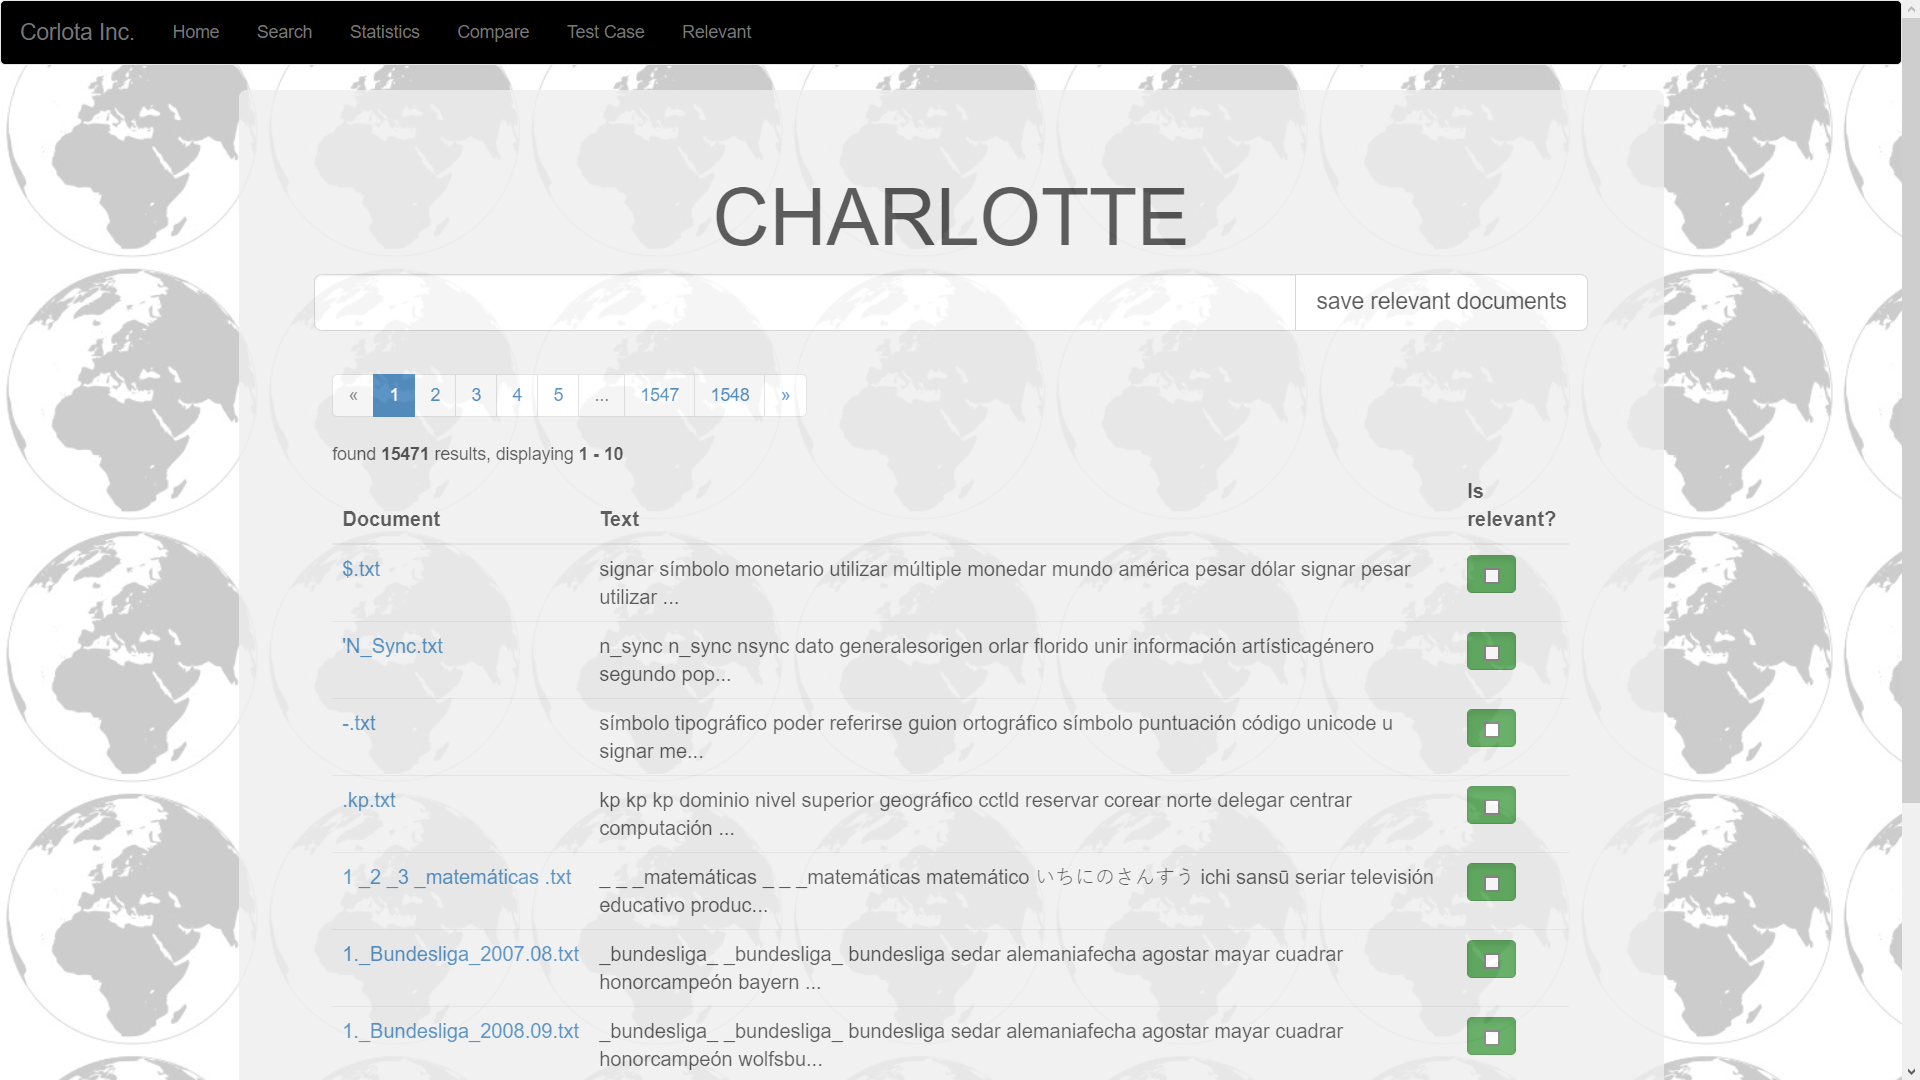 Corlota Inc. Home Search Statistics Compare Test Case Relevant
CHARLOTTE
save relevant documents
« 1 2 3 4 5 ... 1547 1548 »
found 15471 results, displaying 1 - 10
Document Text Is relevant?
$.txt signar símbolo monetario utilizar múltiple monedar mundo américa pesar dólar signar pesar
utilizar ...
'N_Sync.txt n_sync n_sync nsync dato generalesorigen orlar florido unir información artísticagénero
segundo pop...
-.txt símbolo tipográfico poder referirse guion ortográfico símbolo puntuación código unicode u
signar me...
.kp.txt kp kp kp dominio nivel superior geográfico cctld reservar corear norte delegar centrar
computación ...
1 _2 _3 _matemáticas .txt _ _ _matemáticas _ _ _matemáticas matemático いちにのさんすう ichi sansū seriar televisión
educativo produc...
1._Bundesliga_2007.08.txt _bundesliga_ _bundesliga_ bundesliga sedar alemaniafecha agostar mayar cuadrar
honorcampeón bayern ...
1._Bundesliga_2008.09.txt _bundesliga_ _bundesliga_ bundesliga sedar alemaniafecha agostar mayar cuadrar
honorcampeón wolfsbu...